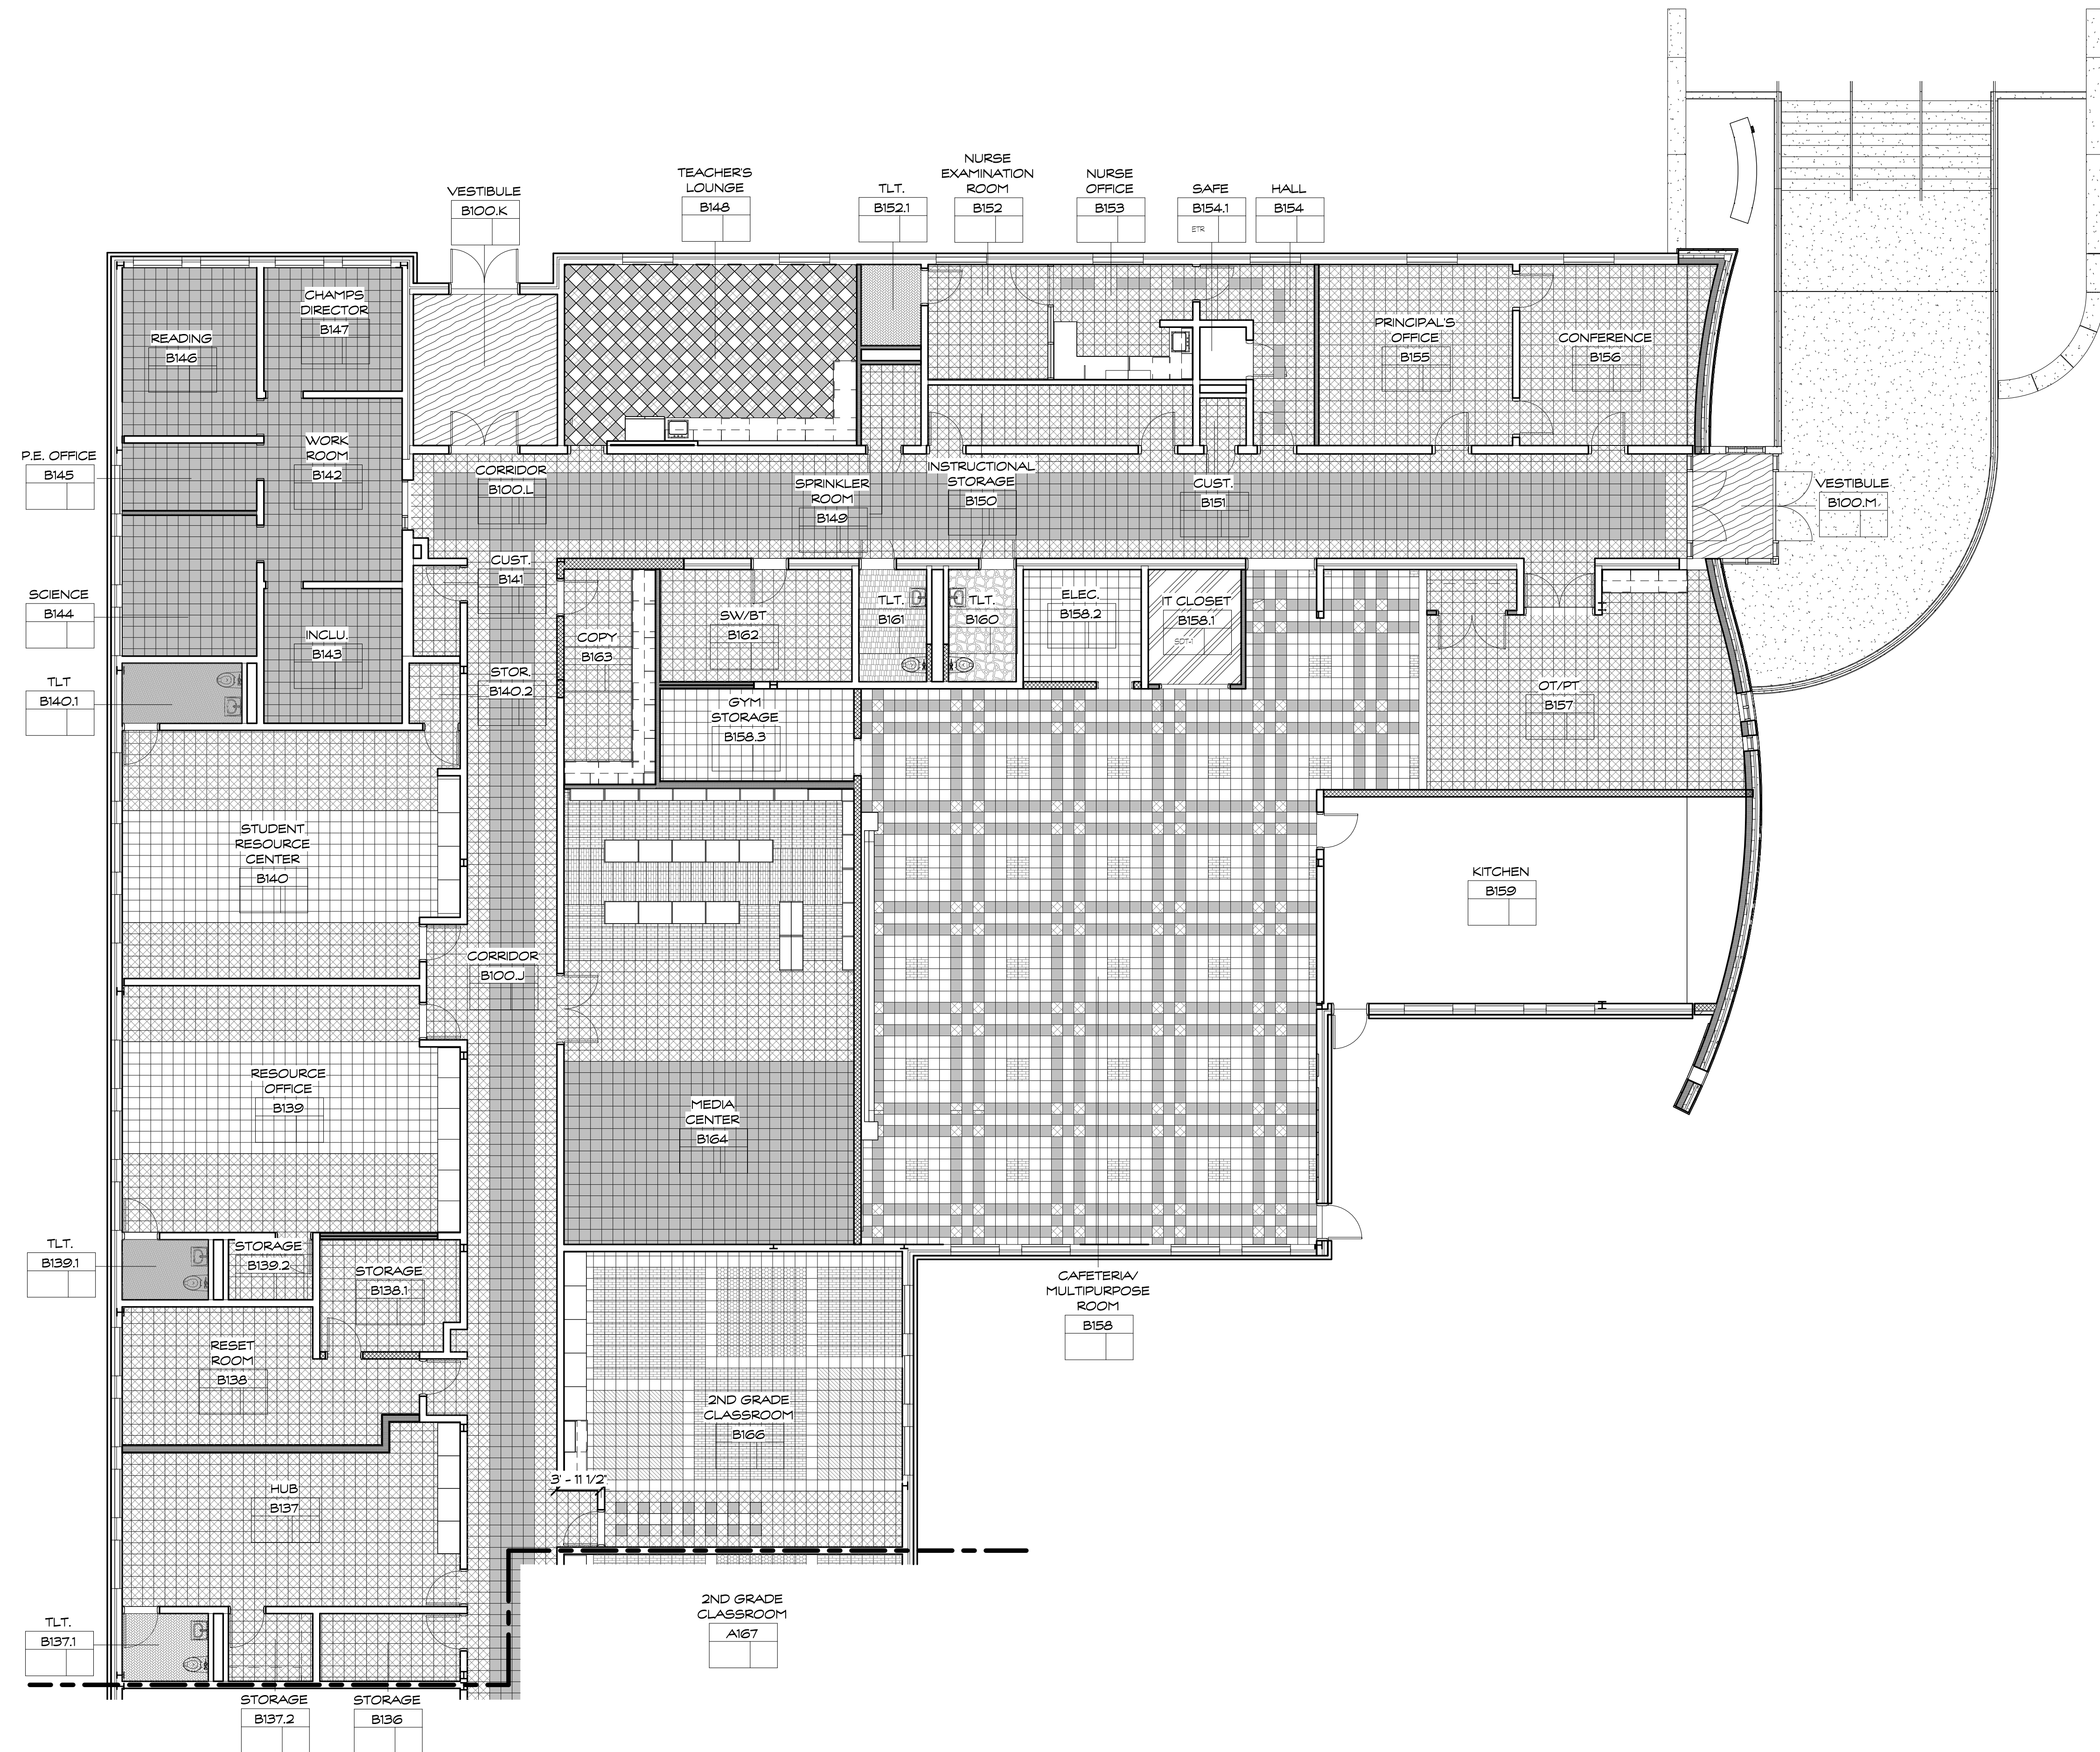 VESTIBULE
B100.K
TEACHER'S
LOUNGE
B148
TLT.
B152.1
NURSE
EXAMINATION
ROOM
B152
NURSE
OFFICE
B153
SAFE
B154.1
ETR
HALL
B154
CHAMPS
DIRECTOR
B147
READING
B146
PRINCIPAL'S
OFFICE
B155
CONFERENCE
B156
P.E. OFFICE
B145
WORK
ROOM
B142
CORRIDOR
B100.L
SPRINKLER
ROOM
B149
INSTRUCTIONAL
STORAGE
B150
CUST.
B151
VESTIBULE
B100.M
CUST.
B141
SCIENCE
B144
INCLU.
B143
COPY
B163
SW/BT
B162
TLT.
B161
TLT.
B160
ELEC.
B158.2
IT CLOSET
B158.1
SDT-1
TLT
B140.1
STOR.
B140.2
GYM
STORAGE
B158.3
OT/PT
B157
STUDENT
RESOURCE
CENTER
B140
KITCHEN
B159
CORRIDOR
B100.J
RESOURCE
OFFICE
B139
MEDIA
CENTER
B164
TLT.
B139.1
STORAGE
B139.2
STORAGE
B138.1
CAFETERIA/
MULTIPURPOSE
ROOM
B158
RESET
ROOM
B138
2ND GRADE
CLASSROOM
B166
3' - 11 1/2"
HUB
B137
2ND GRADE
CLASSROOM
A167
TLT.
B137.1
STORAGE
B137.2
STORAGE
B136